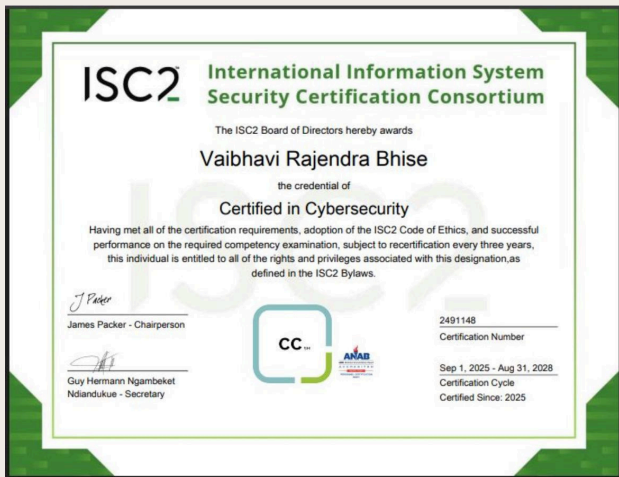 ISC2
International Information System
Security Certification Consortium
The ISC2 Board of Directors hereby awards
Vaibhavi Rajendra Bhise
the credential of
Certified in Cybersecurity
Having met all of the certification requirements, adoption of the ISC2 Code of Ethics, and successful
performance on the required competency examination, subject to recertification every three years,
this individual is entitled to all of the rights and privileges associated with this designation,as
defined in the ISC2 Bylaws.
J Packer
James Packer - Chairperson
Guy Hermann Ngambeket
Ndiandukue - Secretary
CC
ANAB
ACCREDITED
2491148
Certification Number
Sep 1, 2025 - Aug 31, 2028
Certification Cycle
Certified Since: 2025